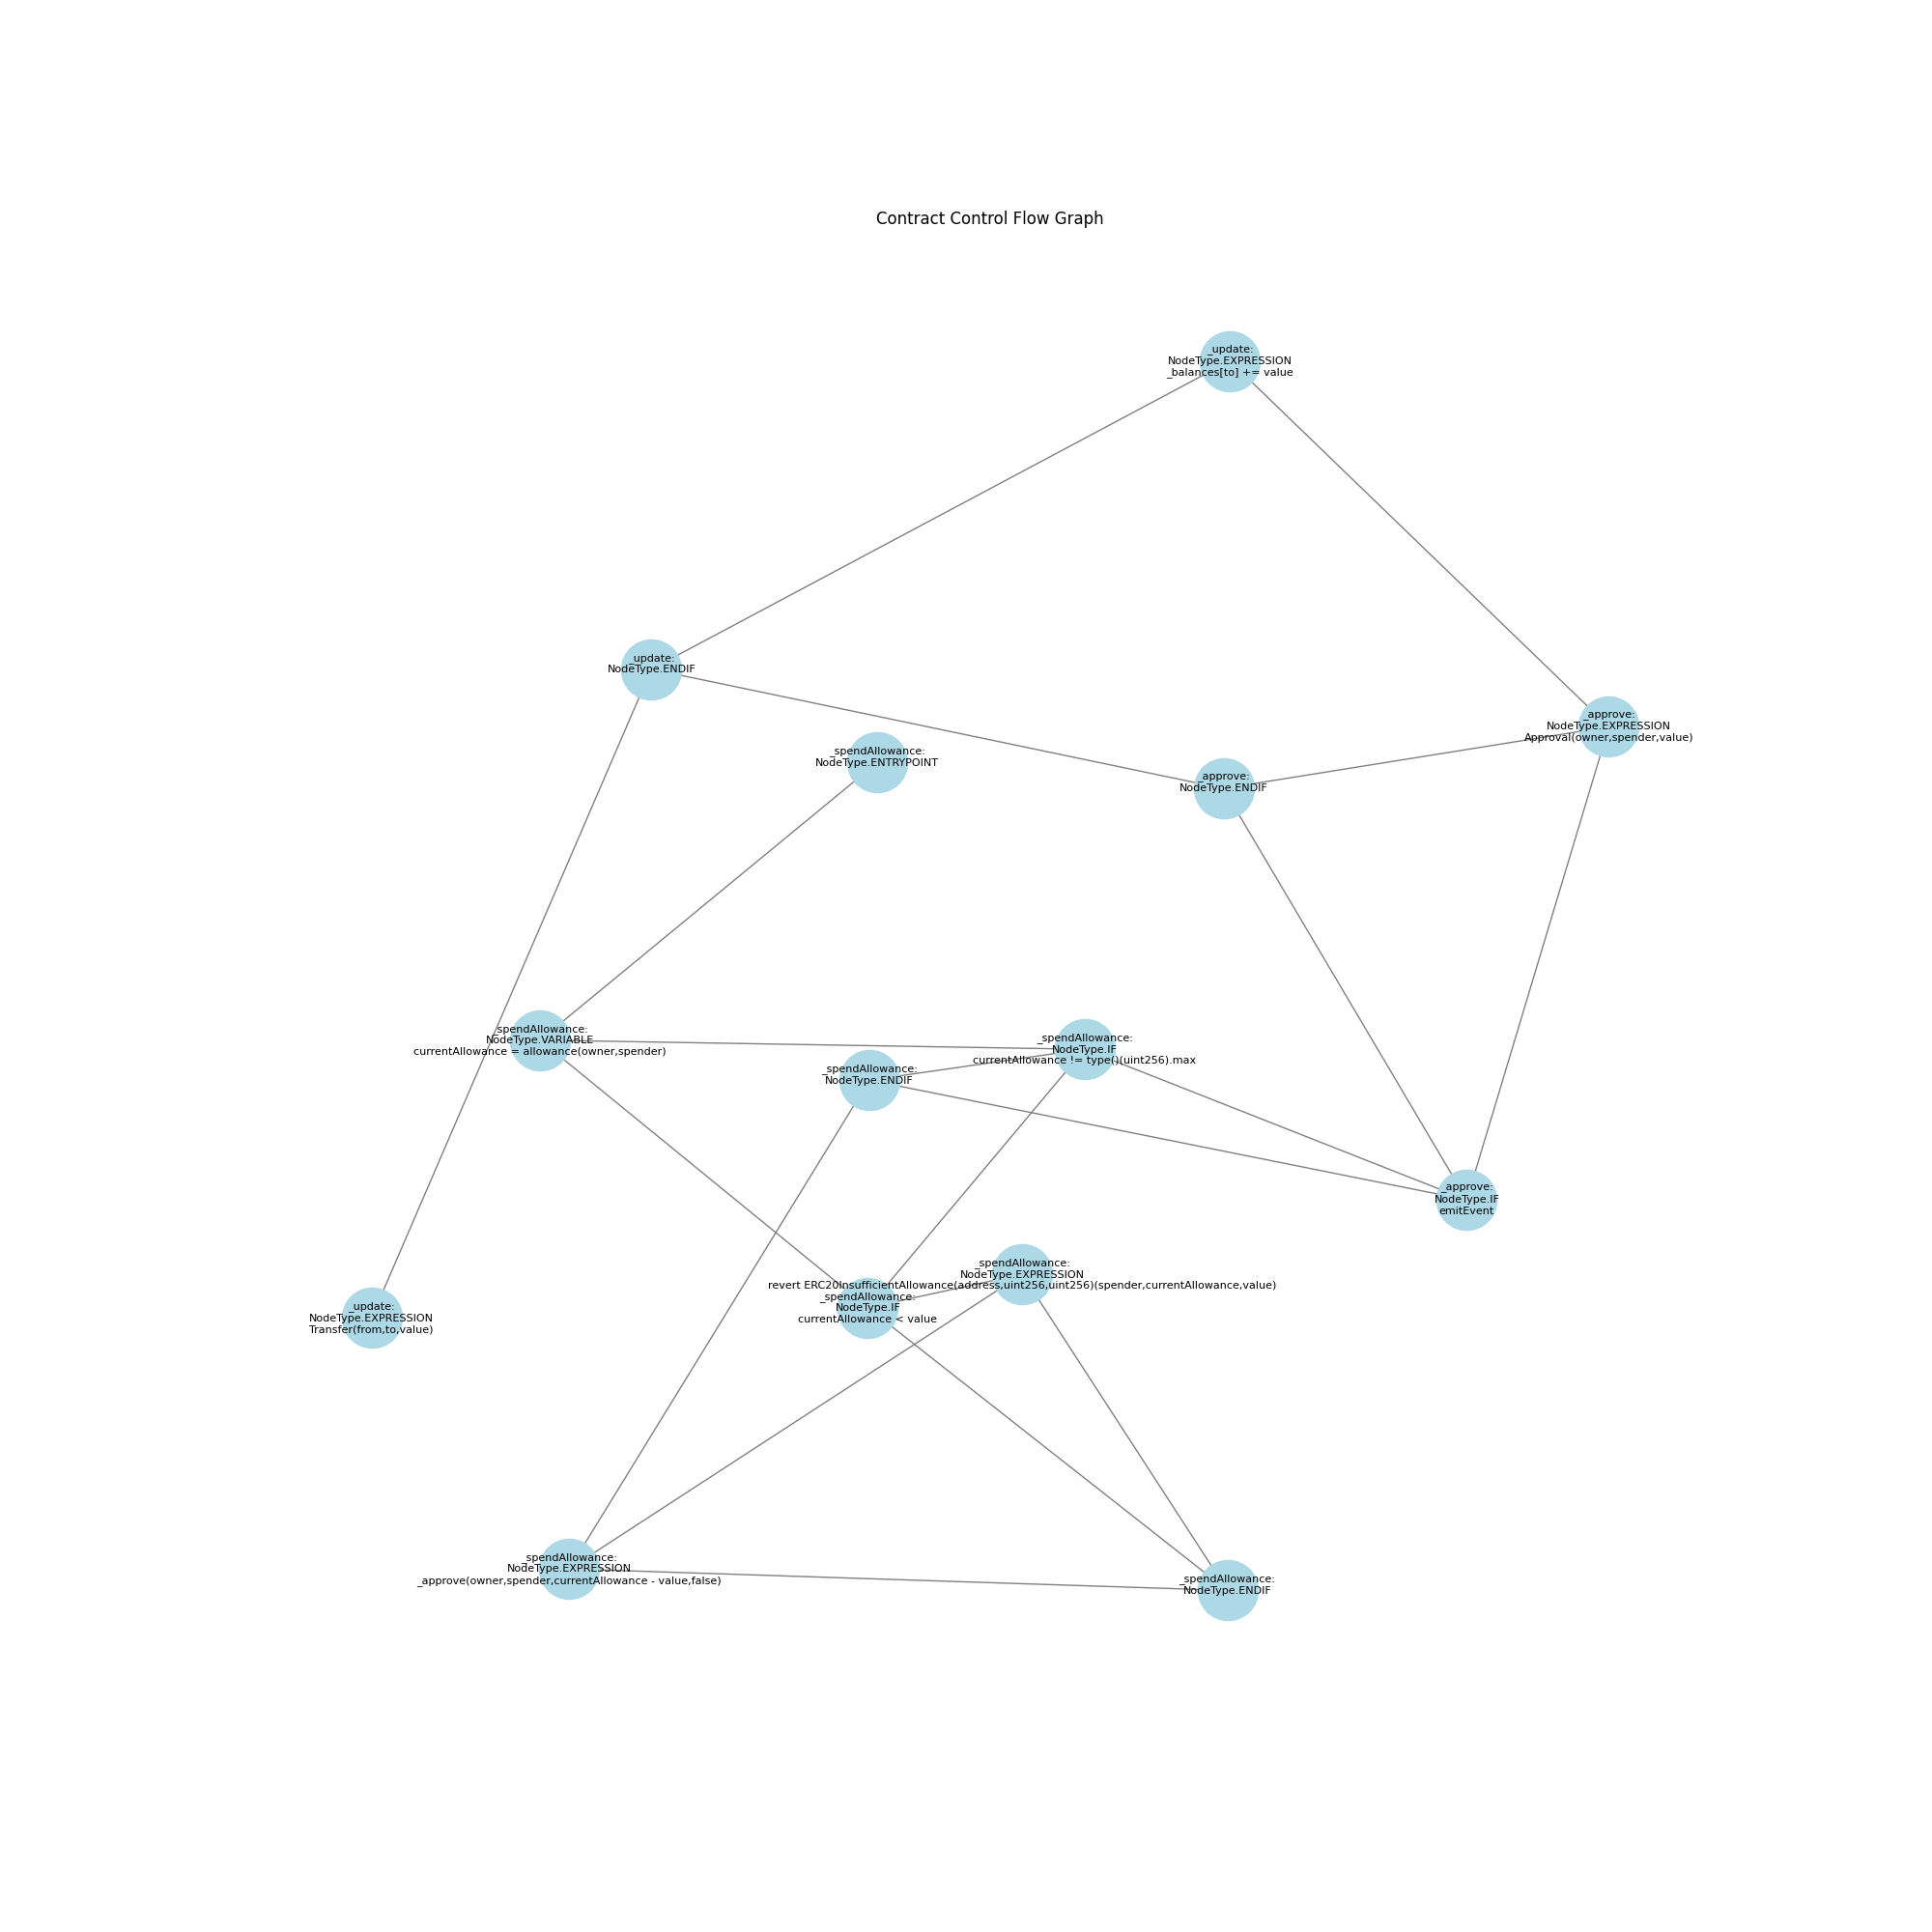 Contract Control Flow Graph
_update:
NodeType.EXPRESSION
_balances[to] += value
_update:
NodeType.ENDIF
_approve:
NodeType.EXPRESSION
Approval(owner,spender,value)
_spendAllowance:
NodeType.ENTRYPOINT
_approve:
NodeType.ENDIF
_spendAllowance:
NodeType.VARIABLE
currentAllowance = allowance(owner,spender)
_spendAllowance:
NodeType.IF
currentAllowance != type()(uint256).max
_spendAllowance:
NodeType.ENDIF
_approve:
NodeType.IF
emitEvent
_spendAllowance:
NodeType.EXPRESSION
revert ERC20InsufficientAllowance(address,uint256,uint256)(spender,currentAllowance,value)
_spendAllowance:
NodeType.IF
currentAllowance < value
_update:
NodeType.EXPRESSION
Transfer(from,to,value)
_spendAllowance:
NodeType.EXPRESSION
_approve(owner,spender,currentAllowance - value,false)
_spendAllowance:
NodeType.ENDIF